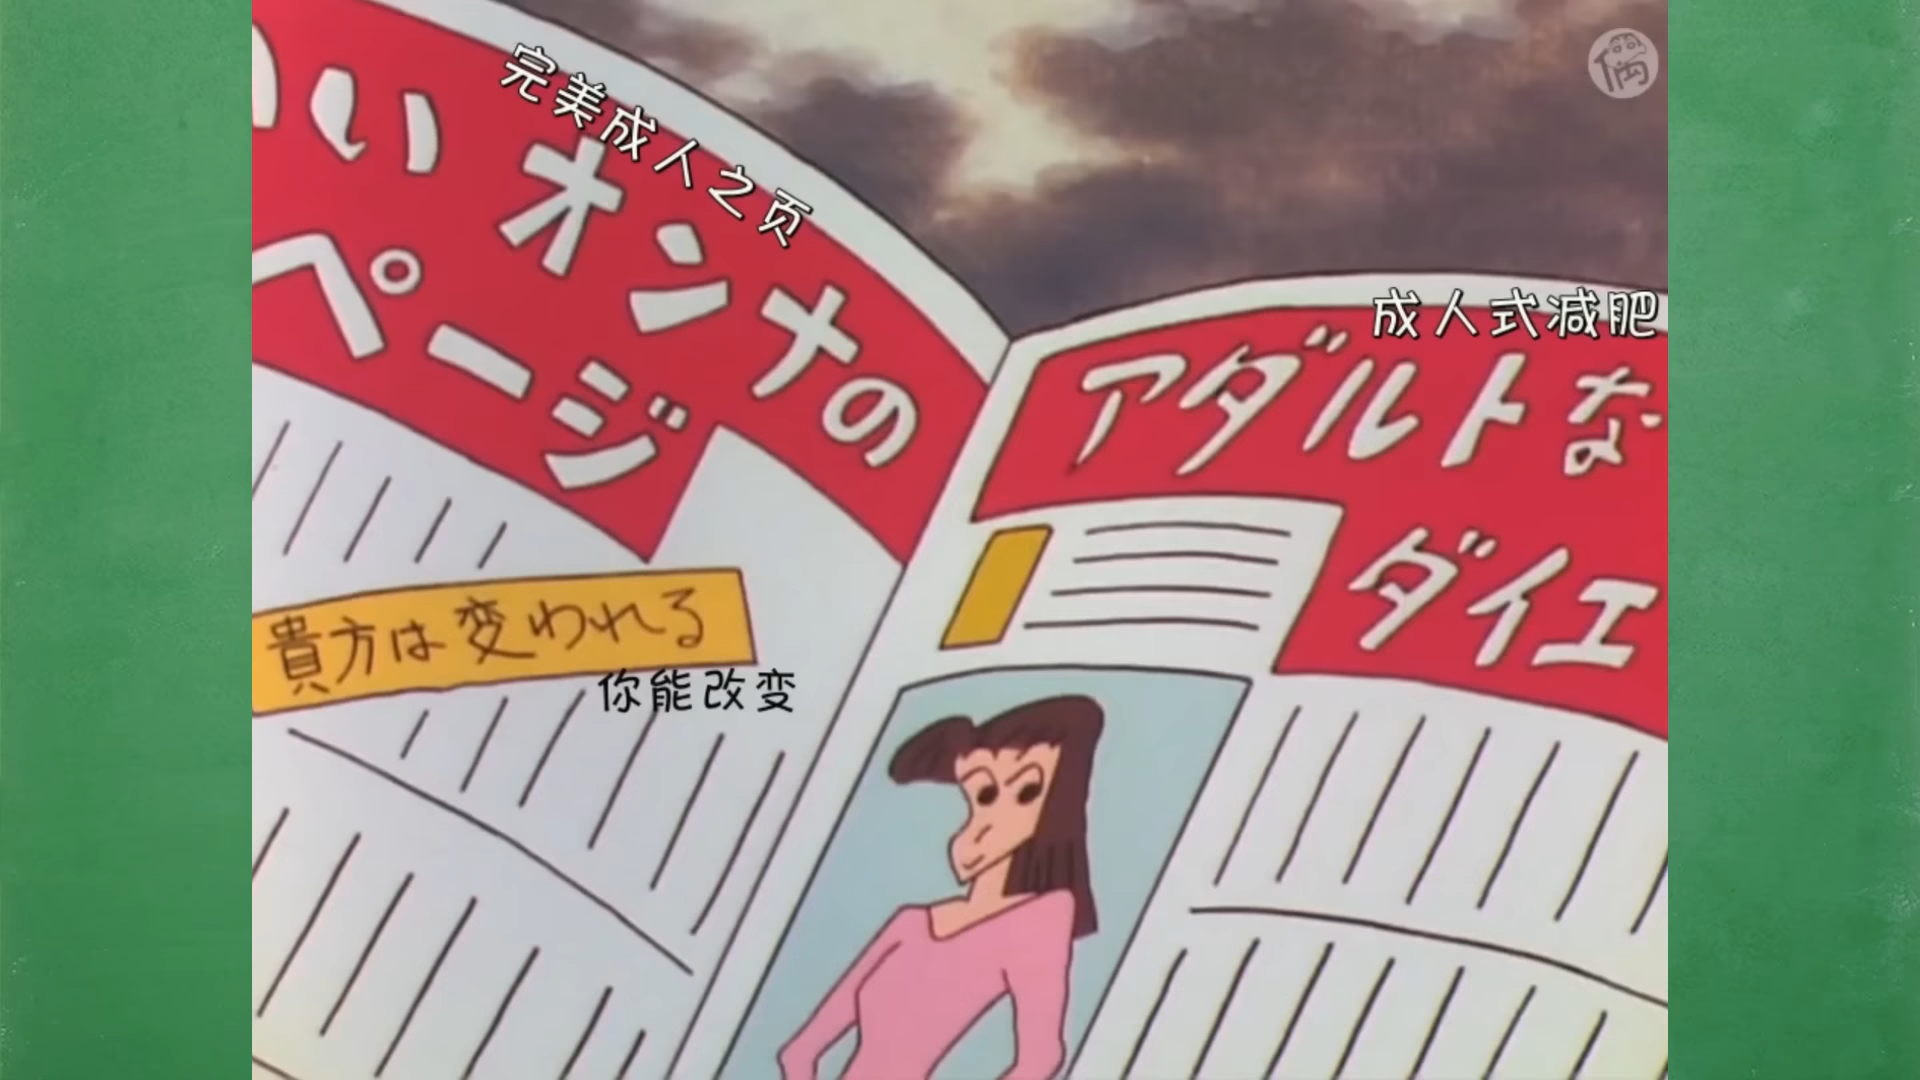 完美成人之页
いい オンナの
ページ
貴方は変われる
你能改变
成人式减肥
アダルトな
ダイエ
俩